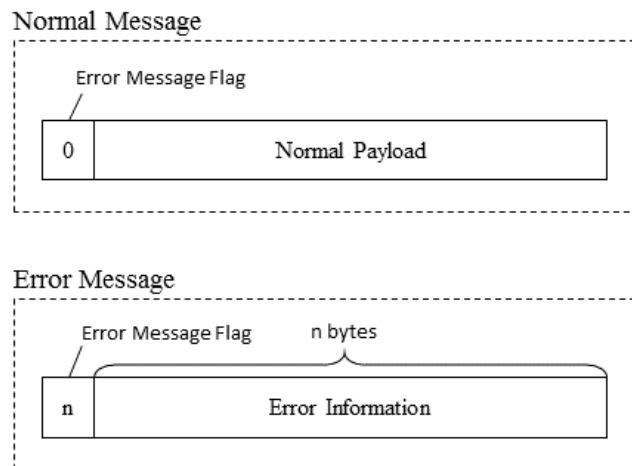 Normal Message
Error Message Flag
0 Normal Payload
Error Message
Error Message Flag n bytes
n Error Information